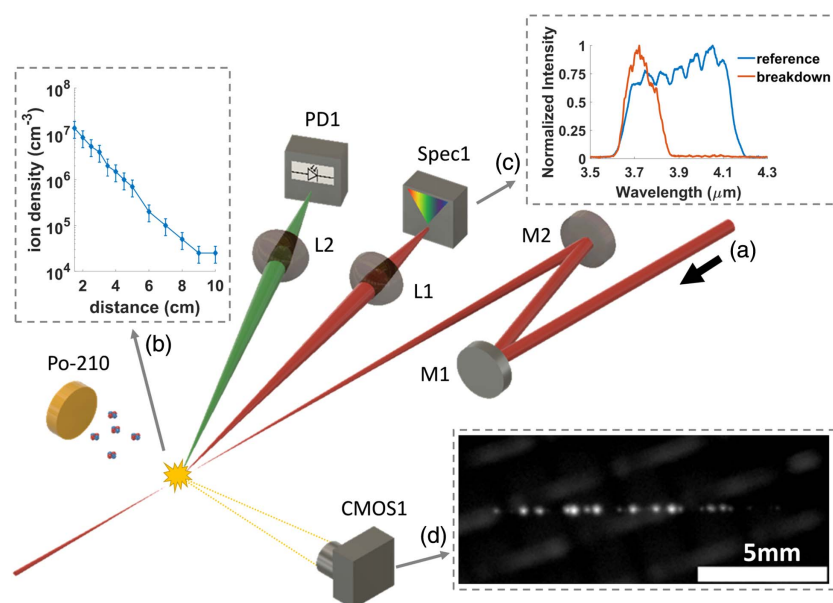 10^8
10^7
10^6
10^5
10^4
ion density (cm^-3)
2 4 6 8 10
distance (cm)
(b)
Po-210
PD1
L2
Spec1
L1
(c)
M2
(a)
M1
Normalized Intensity
1
0.75
0.5
0.25
0
3.5 3.7 3.9 4.1 4.3
Wavelength (μm)
reference
breakdown
CMOS1
(d)
5mm